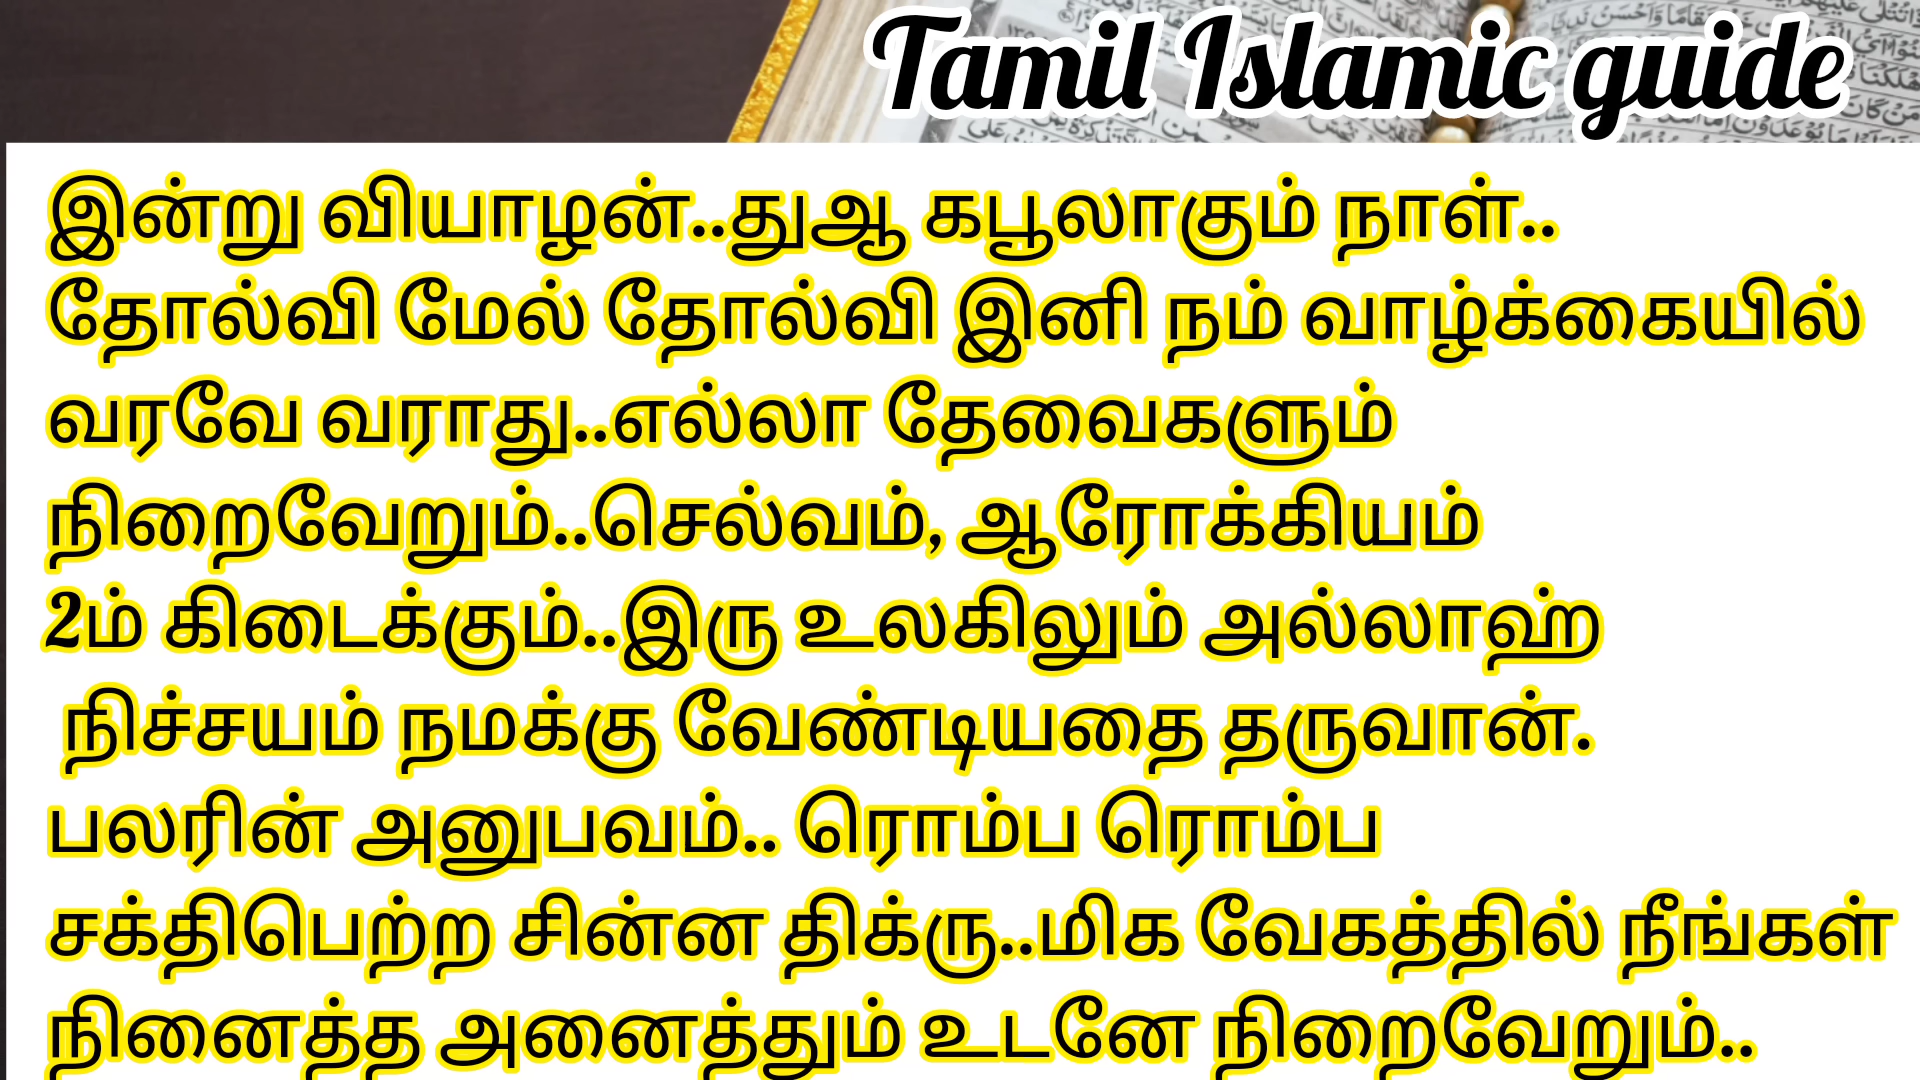 Tamil Islamic guide
இன்று வியாழன்..துஆ கபூலாகும் நாள்..
தோல்வி மேல் தோல்வி இனி நம் வாழ்க்கையில்
வரவே வராது..எல்லா தேவைகளும்
நிறைவேறும்..செல்வம், ஆரோக்கியம்
2ம் கிடைக்கும்..இரு உலகிலும் அல்லாஹ்
நிச்சயம் நமக்கு வேண்டியதை தருவான்.
பலரின் அனுபவம்.. ரொம்ப ரொம்ப
சக்திபெற்ற சின்ன திக்ரு..மிக வேகத்தில் நீங்கள்
நினைத்த அனைத்தும் உடனே நிறைவேறும்..